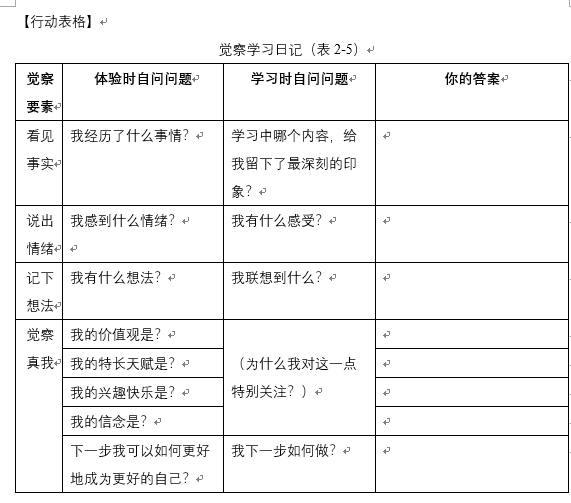 【行动表格】
觉察学习日记（表 2-5）
觉察要素 体验时自问问题 学习时自问问题 你的答案
看见事实 我经历了什么事情？ 学习中哪个内容，给我留下了最深刻的印象？
说出情绪 我感到什么情绪？ 我有什么感受？
记下想法 我有什么想法？ 我联想到什么？
觉察真我 我的价值观是？ （为什么我对这一点特别关注？）
我的特长天赋是？
我的兴趣快乐是？
我的信念是？
下一步我可以如何更好地成为更好的自己？ 我下一步如何做？